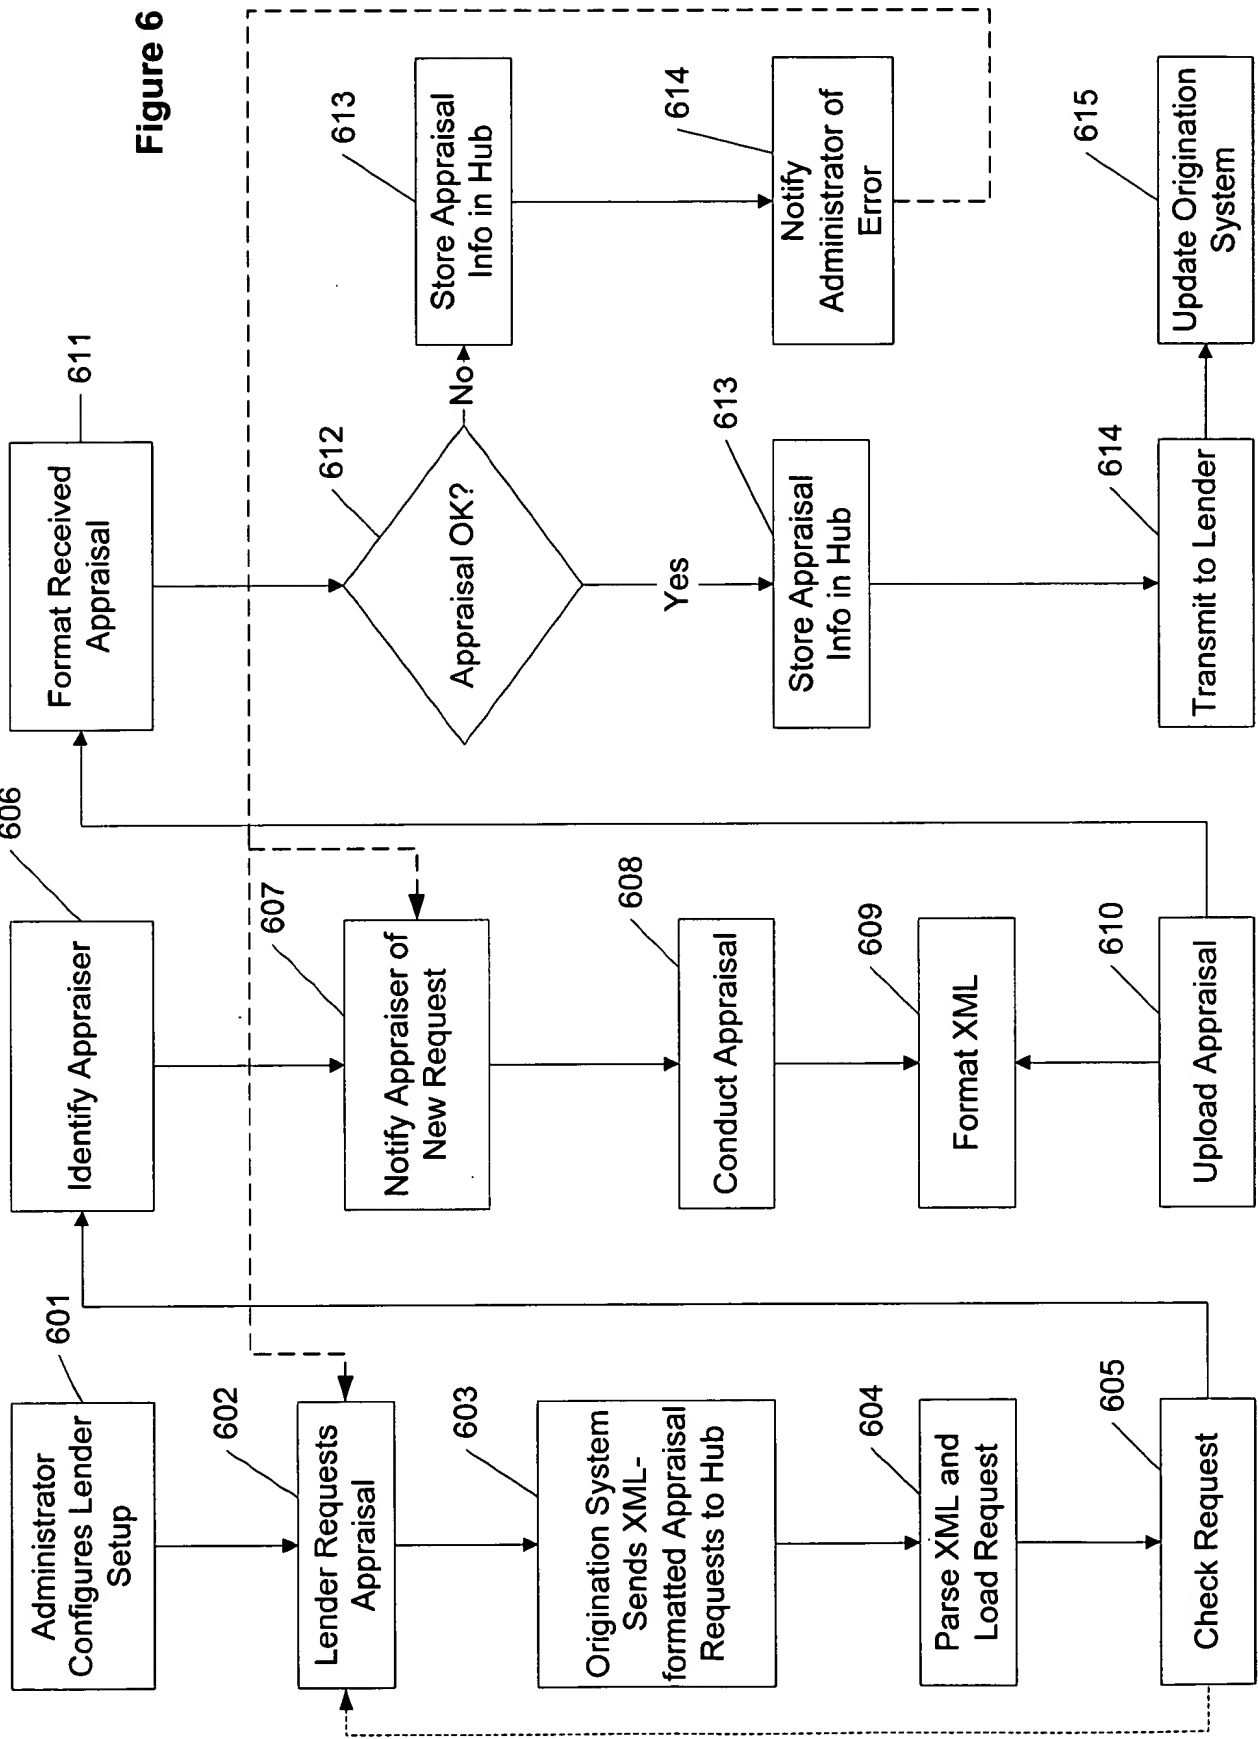 Figure 6
601
Administrator
Configures Lender
Setup
602
Lender Requests
Appraisal
603
Origination System
Sends XML-
formatted Appraisal
Requests to Hub
604
Parse XML and
Load Request
605
Check Request
606
Identify Appraiser
607
Notify Appraiser of
New Request
608
Conduct Appraisal
609
Format XML
610
Upload Appraisal
611
Format Received
Appraisal
612
Appraisal OK?
No
Yes
613
Store Appraisal
Info in Hub
614
Notify
Administrator of
Error
613
Store Appraisal
Info in Hub
614
Transmit to Lender
615
Update Origination
System